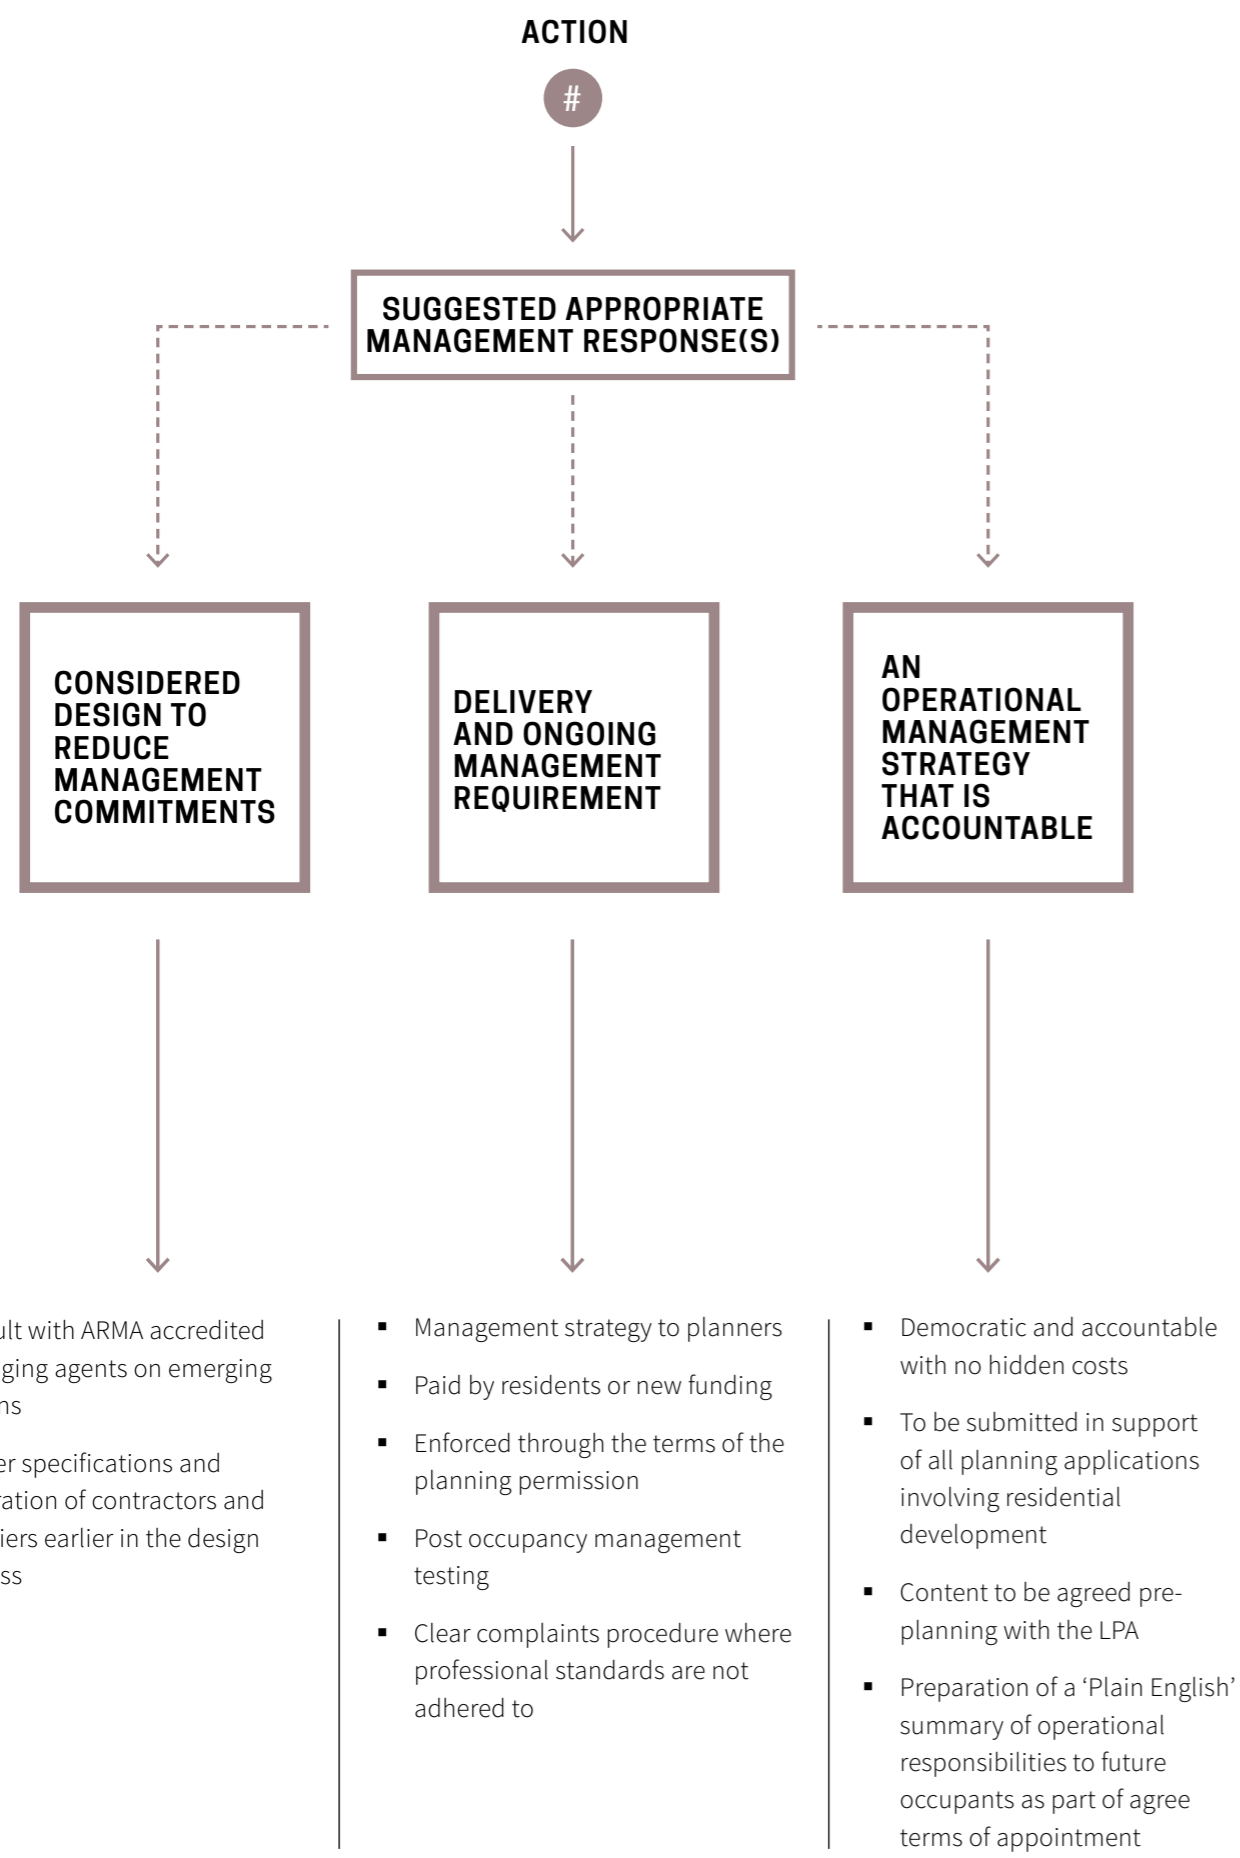 ACTION
#
SUGGESTED APPROPRIATE
MANAGEMENT RESPONSE(S)
CONSIDERED
DESIGN TO
REDUCE
MANAGEMENT
COMMITMENTS
DELIVERY
AND ONGOING
MANAGEMENT
REQUIREMENT
AN
OPERATIONAL
MANAGEMENT
STRATEGY
THAT IS
ACCOUNTABLE
with ARMA accredited
agents on emerging
specifications and
of contractors and
earlier in the design
▪ Management strategy to planners
▪ Paid by residents or new funding
▪ Enforced through the terms of the
planning permission
▪ Post occupancy management
testing
▪ Clear complaints procedure where
professional standards are not
adhered to
▪ Democratic and accountable
with no hidden costs
▪ To be submitted in support
of all planning applications
involving residential
development
▪ Content to be agreed pre-
planning with the LPA
▪ Preparation of a ‘Plain English’
summary of operational
responsibilities to future
occupants as part of agree
terms of appointment